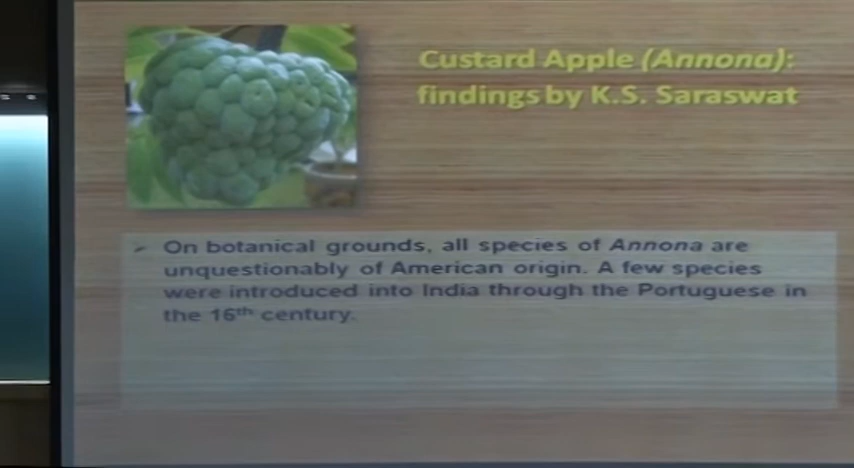 Custard Apple (Annona):
findings by K.S. Saraswat
➢ On botanical grounds, all species of Annona are
unquestionably of American origin. A few species
were introduced into India through the Portuguese in
the 16th century.